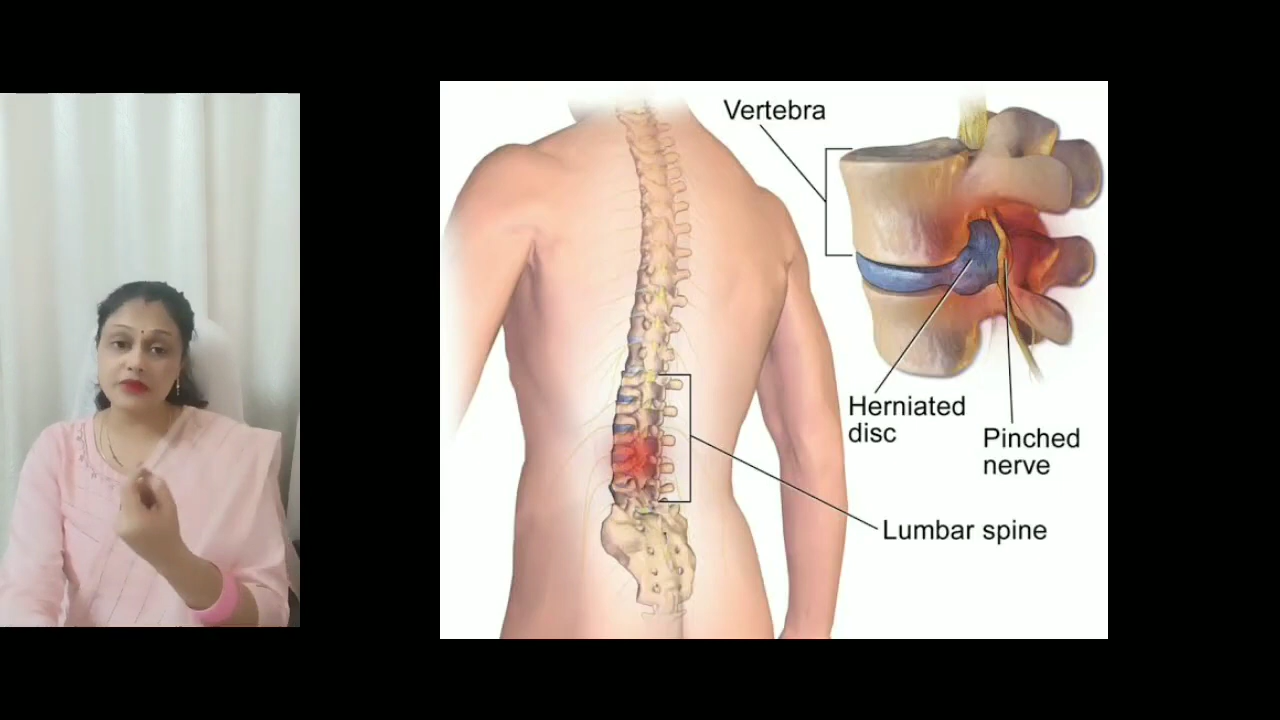 Vertebra
Herniated
disc
Pinched
nerve
Lumbar spine